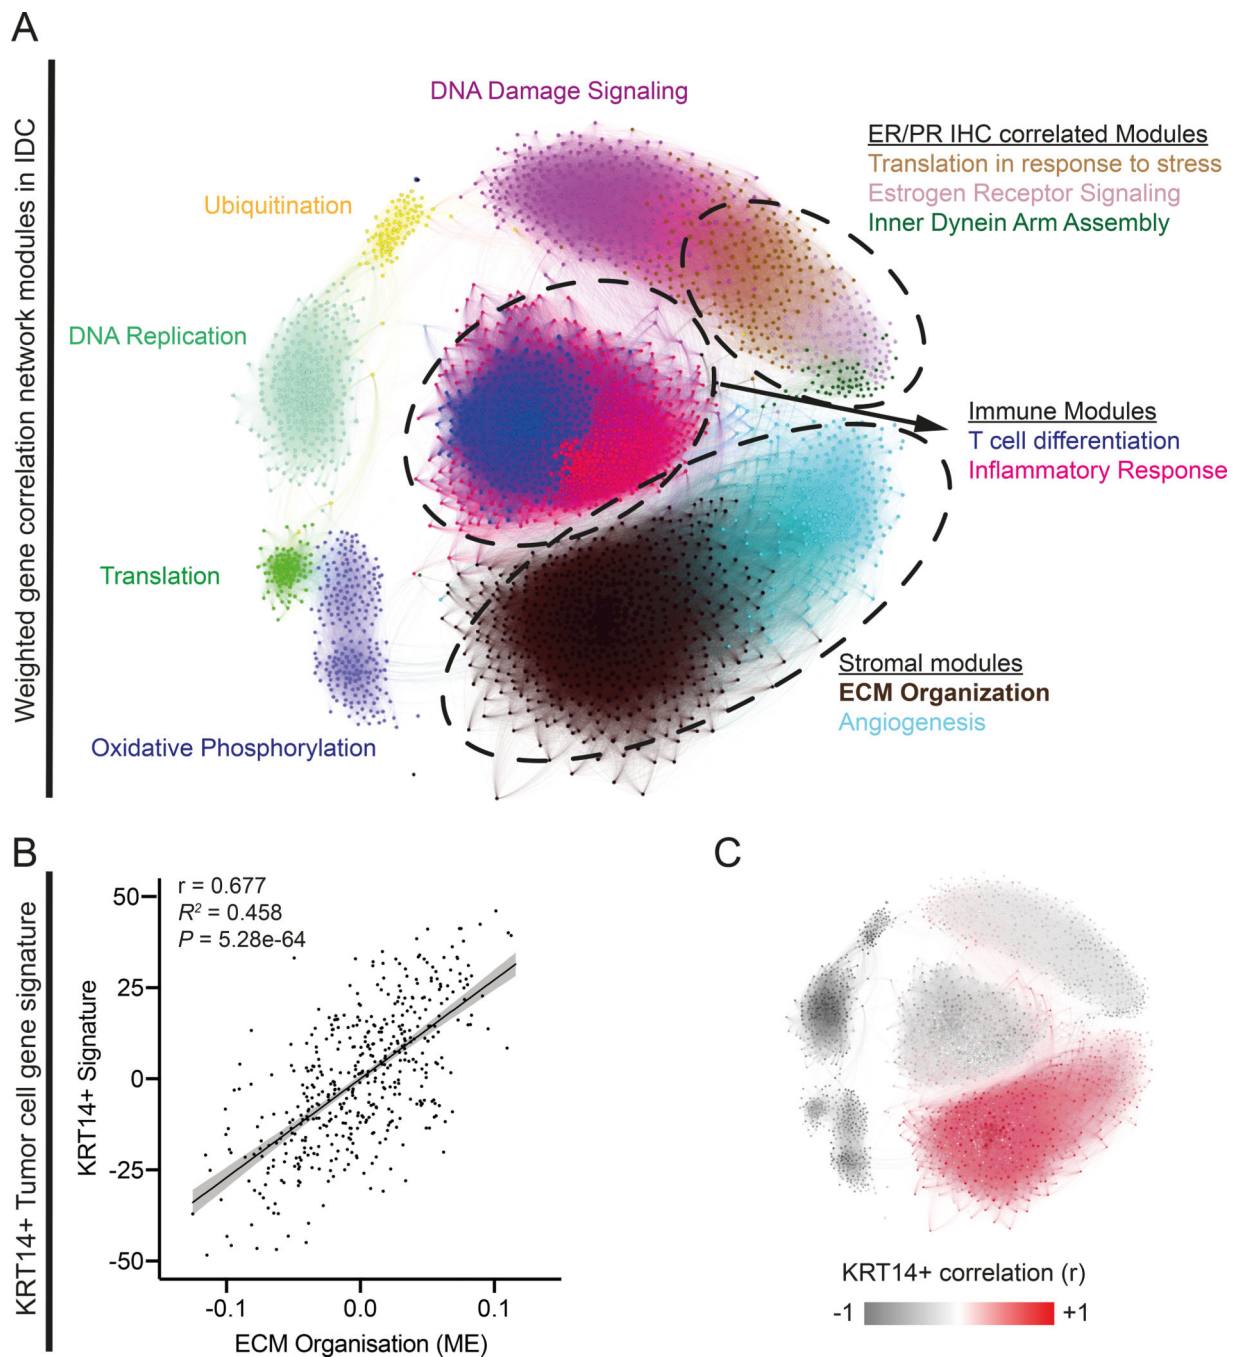 A
Weighted gene correlation network modules in IDC
DNA Damage Signaling
ER/PR IHC correlated Modules
Translation in response to stress
Estrogen Receptor Signaling
Inner Dynein Arm Assembly
Ubiquitination
DNA Replication
Immune Modules
T cell differentiation
Inflammatory Response
Translation
Stromal modules
ECM Organization
Angiogenesis
Oxidative Phosphorylation
B
KRT14+ Tumor cell gene signature
r = 0.677
R² = 0.458
P = 5.28e-64
KRT14+ Signature
50
25
0
-25
-50
-0.1 0.0 0.1
ECM Organisation (ME)
C
KRT14+ correlation (r)
-1 +1